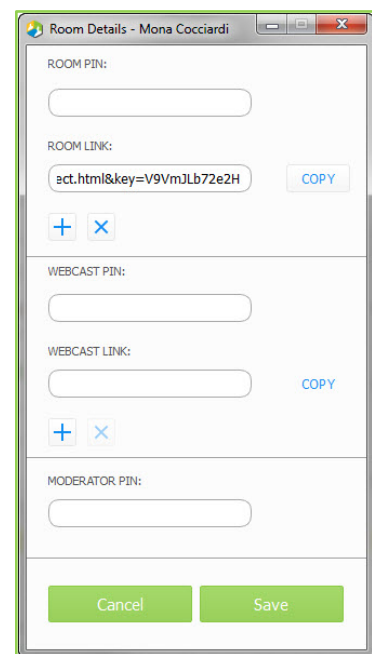 Room Details - Mona Cocciardi
ROOM PIN:
ROOM LINK:
ect.html&key=V9VmJLb72e2H
COPY
WEBCAST PIN:
WEBCAST LINK:
COPY
MODERATOR PIN:
Cancel Save